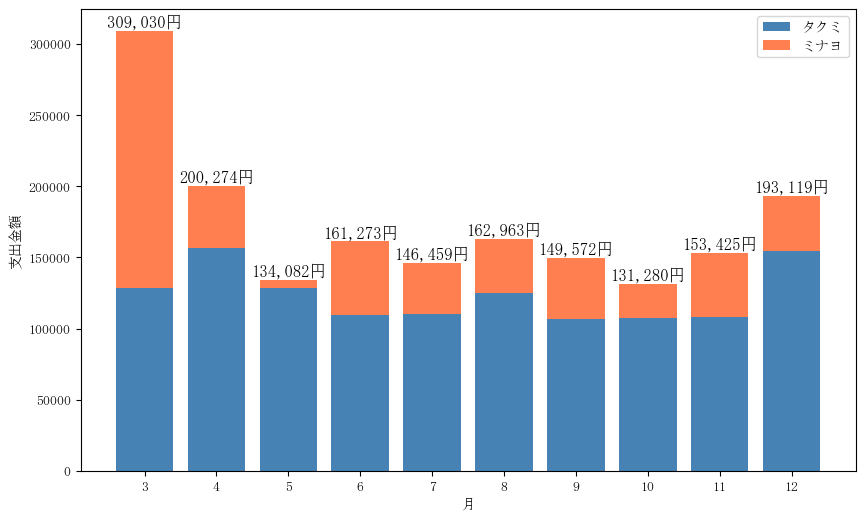 309,030円
200,274円
134,082円
161,273円
146,459円
162,963円
149,572円
131,280円
153,425円
193,119円
タクミ
ミナヨ
支出金額
300000
250000
200000
150000
100000
50000
0
3 4 5 6 7 8 9 10 11 12
月